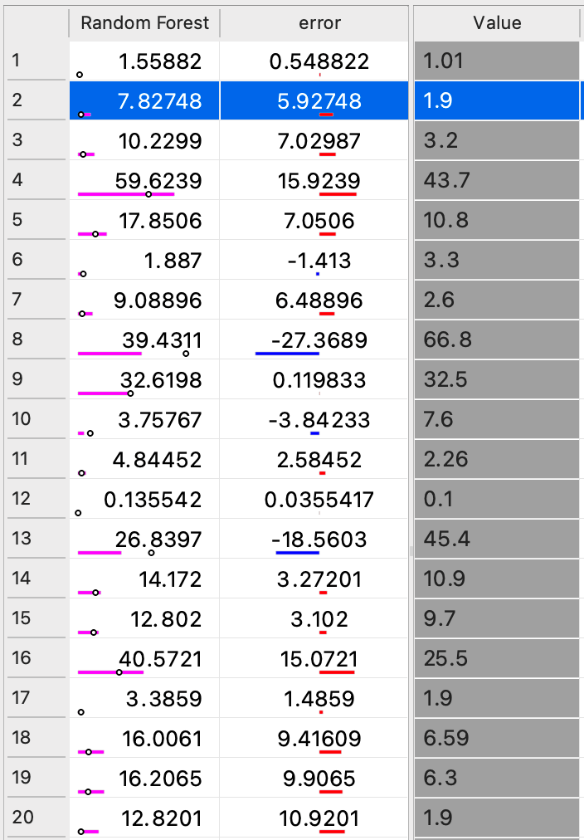 Random Forest error Value
1 1.55882 0.548822 1.01
2 7.82748 5.92748 1.9
3 10.2299 7.02987 3.2
4 59.6239 15.9239 43.7
5 17.8506 7.0506 10.8
6 1.887 -1.413 3.3
7 9.08896 6.48896 2.6
8 39.4311 -27.3689 66.8
9 32.6198 0.119833 32.5
10 3.75767 -3.84233 7.6
11 4.84452 2.58452 2.26
12 0.135542 0.0355417 0.1
13 26.8397 -18.5603 45.4
14 14.172 3.27201 10.9
15 12.802 3.102 9.7
16 40.5721 15.0721 25.5
17 3.3859 1.4859 1.9
18 16.0061 9.41609 6.59
19 16.2065 9.9065 6.3
20 12.8201 10.9201 1.9